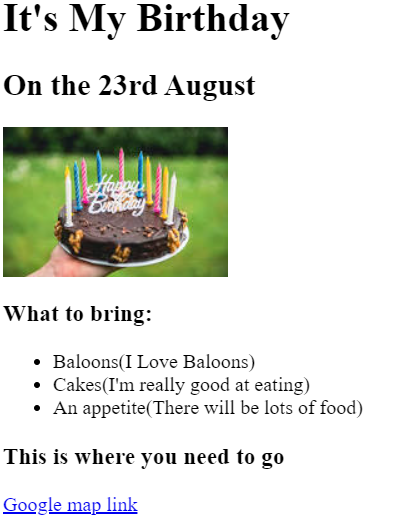 It's My Birthday
On the 23rd August
Happy
Birthday
What to bring:
Baloons(I Love Baloons)
Cakes(I'm really good at eating)
An appetite(There will be lots of food)
This is where you need to go
Google map link